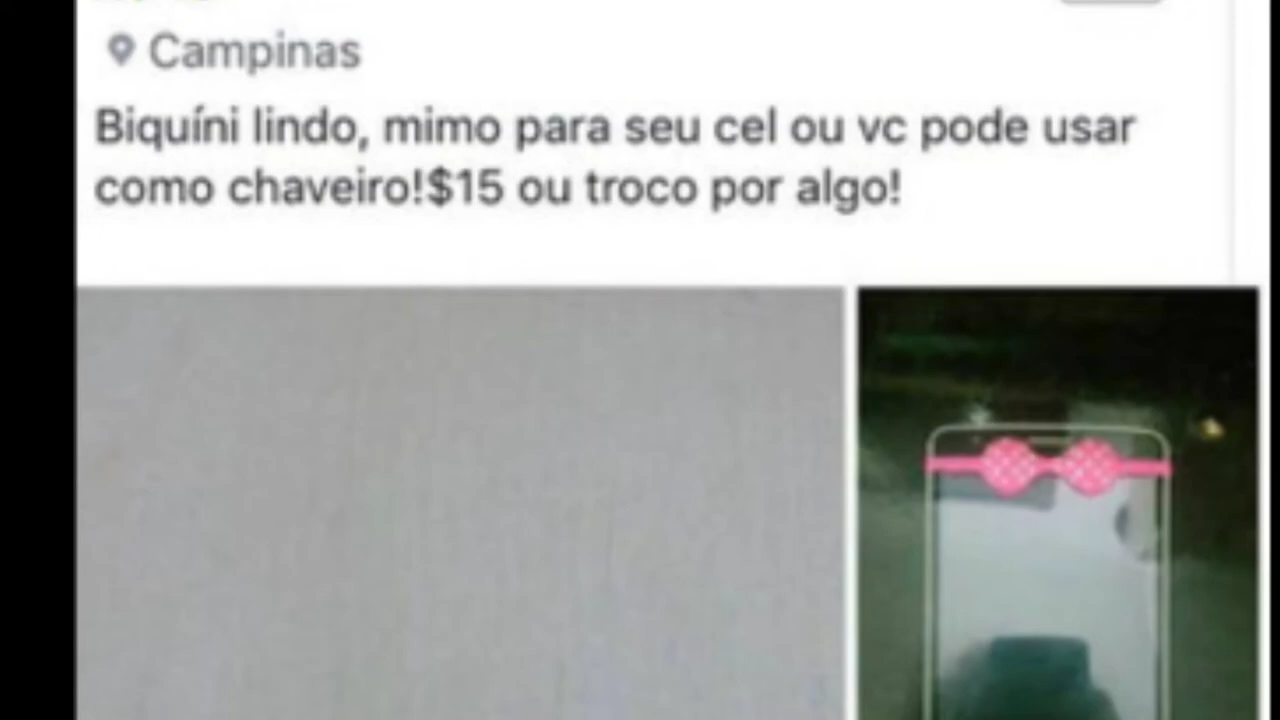 Campinas
Biquíni lindo, mimo para seu cel ou vc pode usar
como chaveiro!$15 ou troco por algo!